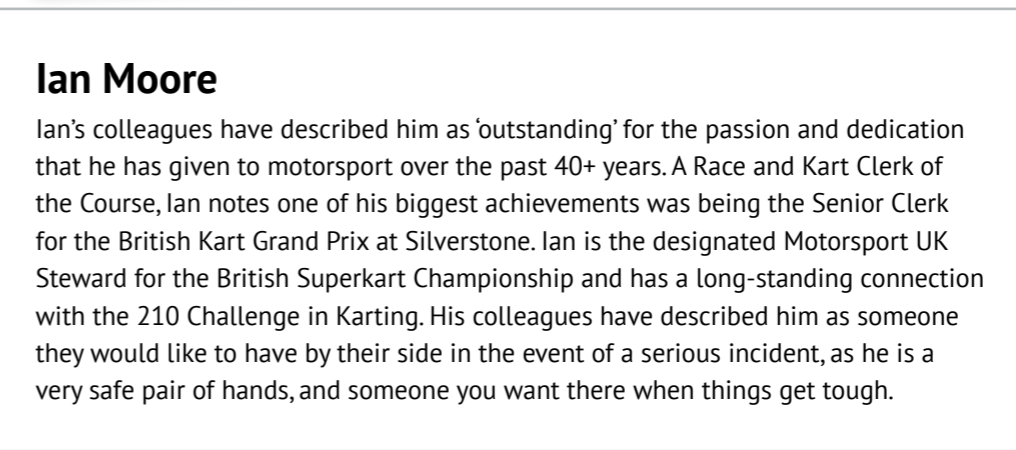 Ian Moore
Ian’s colleagues have described him as ‘outstanding’ for the passion and dedication
that he has given to motorsport over the past 40+ years. A Race and Kart Clerk of
the Course, Ian notes one of his biggest achievements was being the Senior Clerk
for the British Kart Grand Prix at Silverstone. Ian is the designated Motorsport UK
Steward for the British Superkart Championship and has a long-standing connection
with the 210 Challenge in Karting. His colleagues have described him as someone
they would like to have by their side in the event of a serious incident, as he is a
very safe pair of hands, and someone you want there when things get tough.